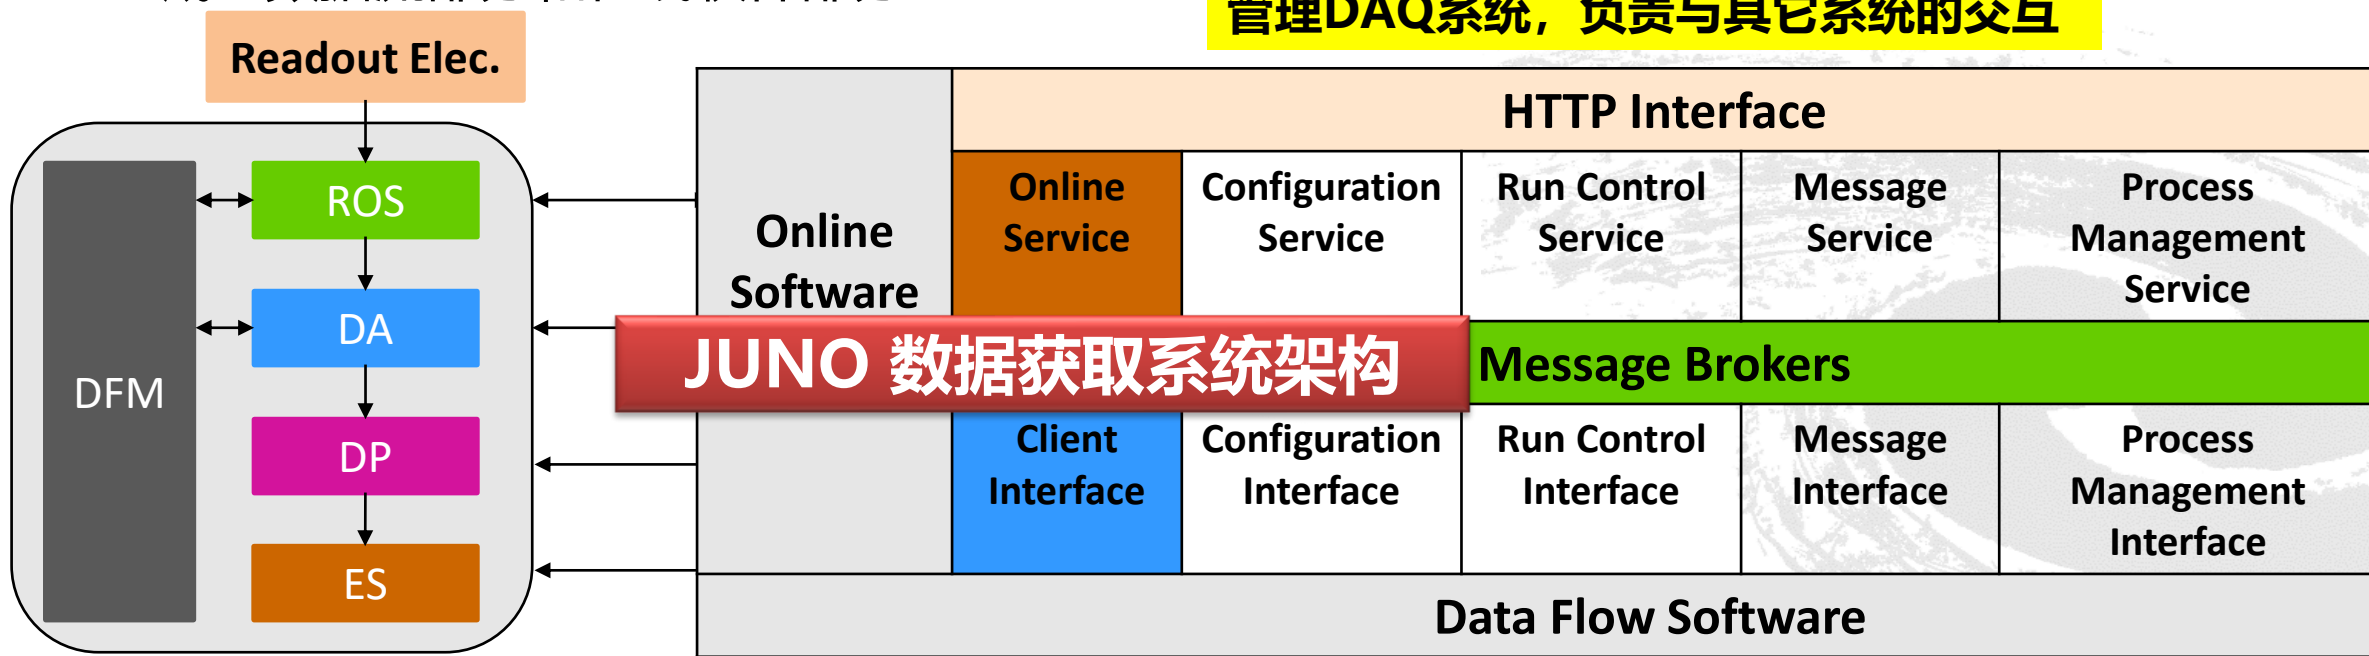 管理DAQ系统，负责与其它系统的交互
Readout Elec.
ROS
DA
DFM
DP
ES
Online
Software
HTTP Interface
Online
Service
Configuration
Service
Run Control
Service
Message
Service
Process
Management
Service
JUNO 数据获取系统架构
Message Brokers
Client
Interface
Configuration
Interface
Run Control
Interface
Message
Interface
Process
Management
Interface
Data Flow Software